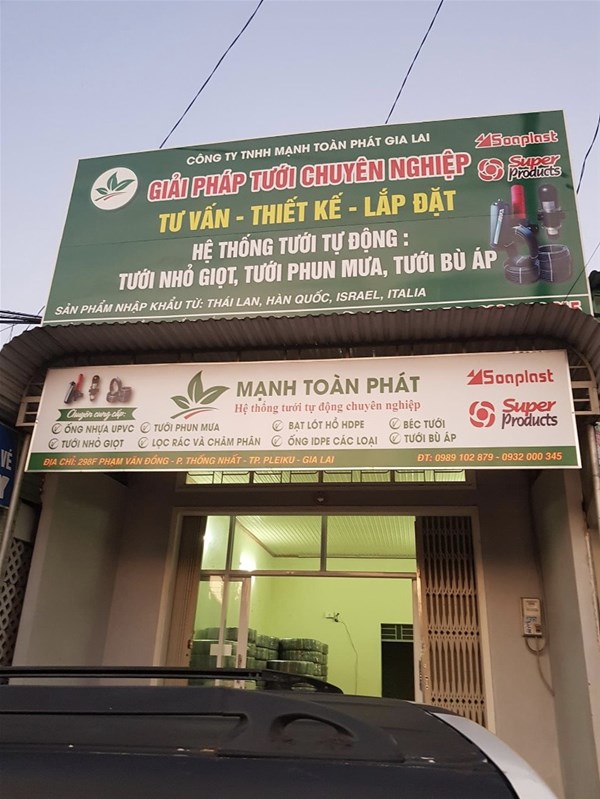 CÔNG TY TNHH MẠNH TOÀN PHÁT GIA LAI
GIẢI PHÁP TƯỚI CHUYÊN NGHIỆP
TƯ VẤN - THIẾT KẾ - LẮP ĐẶT
HỆ THỐNG TƯỚI TỰ ĐỘNG :
TƯỚI NHỎ GIỌT, TƯỚI PHUN MƯA, TƯỚI BÙ ÁP
SẢN PHẨM NHẬP KHẨU TỪ: THÁI LAN, HÀN QUỐC, ISRAEL, ITALIA
Soaplast
Super Products
MẠNH TOÀN PHÁT
Hệ thống tưới tự động chuyên nghiệp
Chuyên cung cấp:
ỐNG NHỰA UPVC
TƯỚI PHUN MƯA
BẠT LÓT HỒ HDPE
BÉC TƯỚI
TƯỚI NHỎ GIỌT
LỌC RÁC VÀ CHÂM PHÂN
ỐNG lDPE CÁC LOẠI
TƯỚI BÙ ÁP
Soaplast
Super Products
ĐỊA CHỈ: 298F PHẠM VĂN ĐỒNG - P. THỐNG NHẤT - TP. PLEIKU - GIA LAI
ĐT: 0989 102 879 - 0932 000 345
VÉ